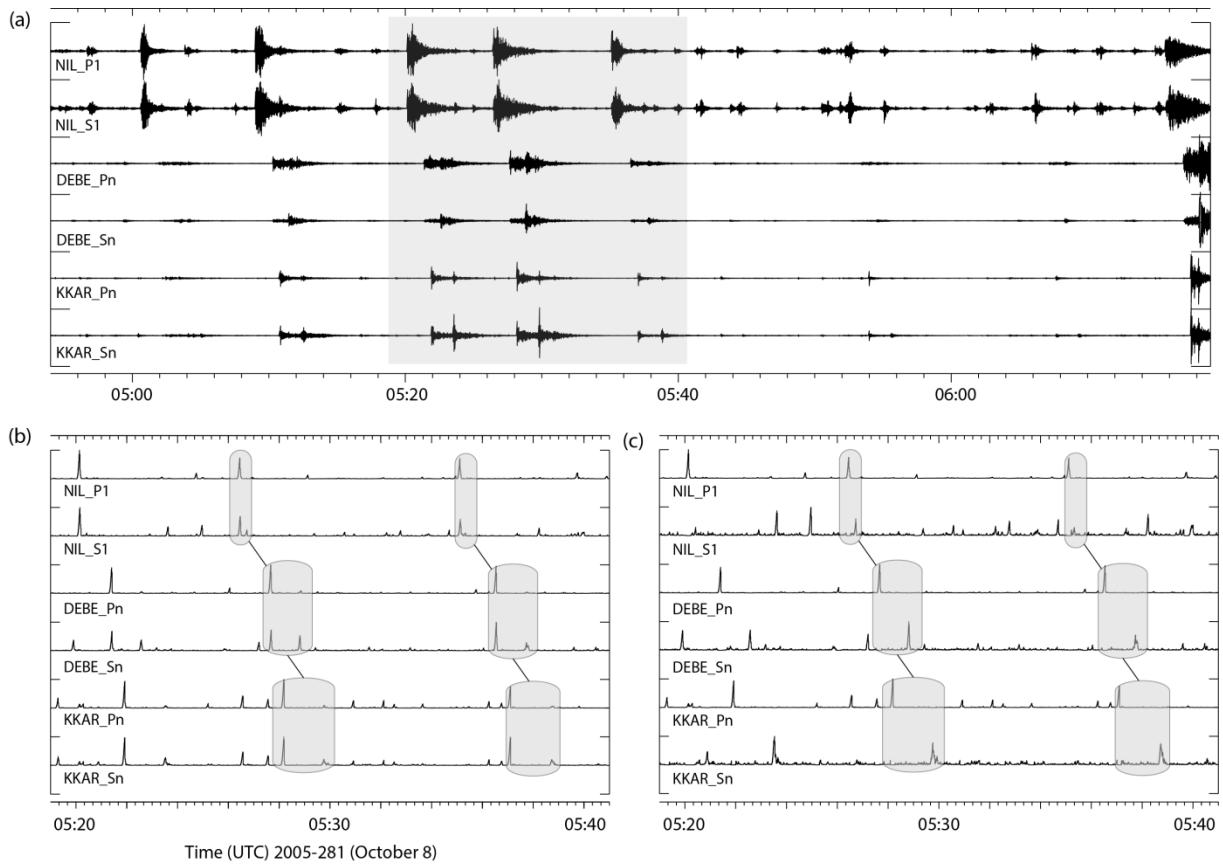 (a)
NIL_P1
NIL_S1
DEBE_Pn
DEBE_Sn
KKAR_Pn
KKAR_Sn
05:00 05:20 05:40 06:00
(b)
NIL_P1
NIL_S1
DEBE_Pn
DEBE_Sn
KKAR_Pn
KKAR_Sn
05:20 05:30 05:40
Time (UTC) 2005-281 (October 8)
(c)
NIL_P1
NIL_S1
DEBE_Pn
DEBE_Sn
KKAR_Pn
KKAR_Sn
05:20 05:30 05:40